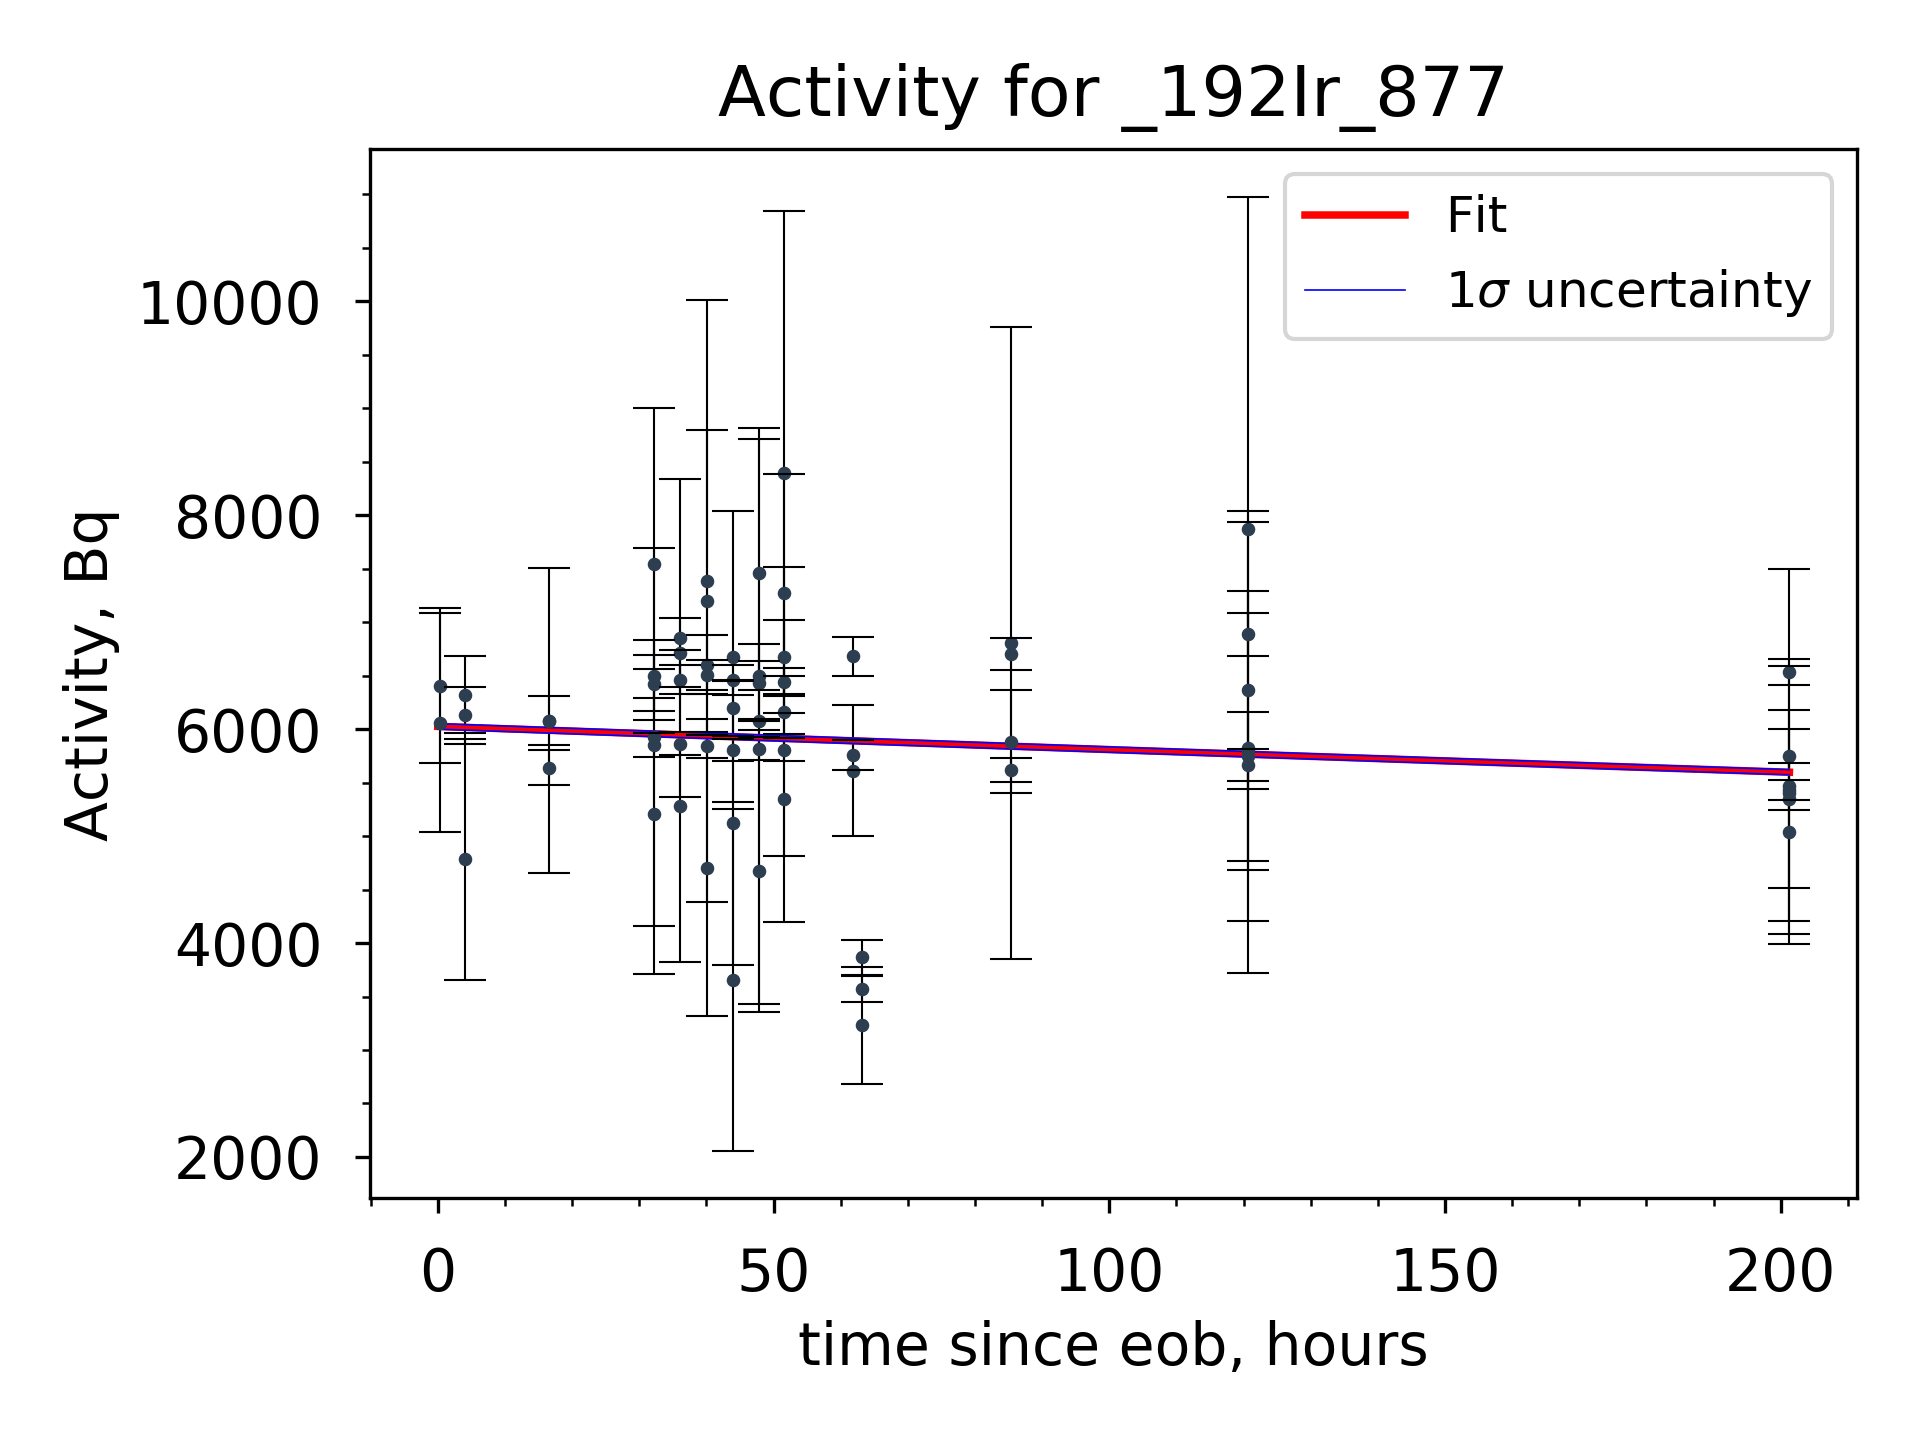 Activity for _192Ir_877
Fit
1σ uncertainty
10000
8000
6000
4000
2000
Activity, Bq
0 50 100 150 200
time since eob, hours